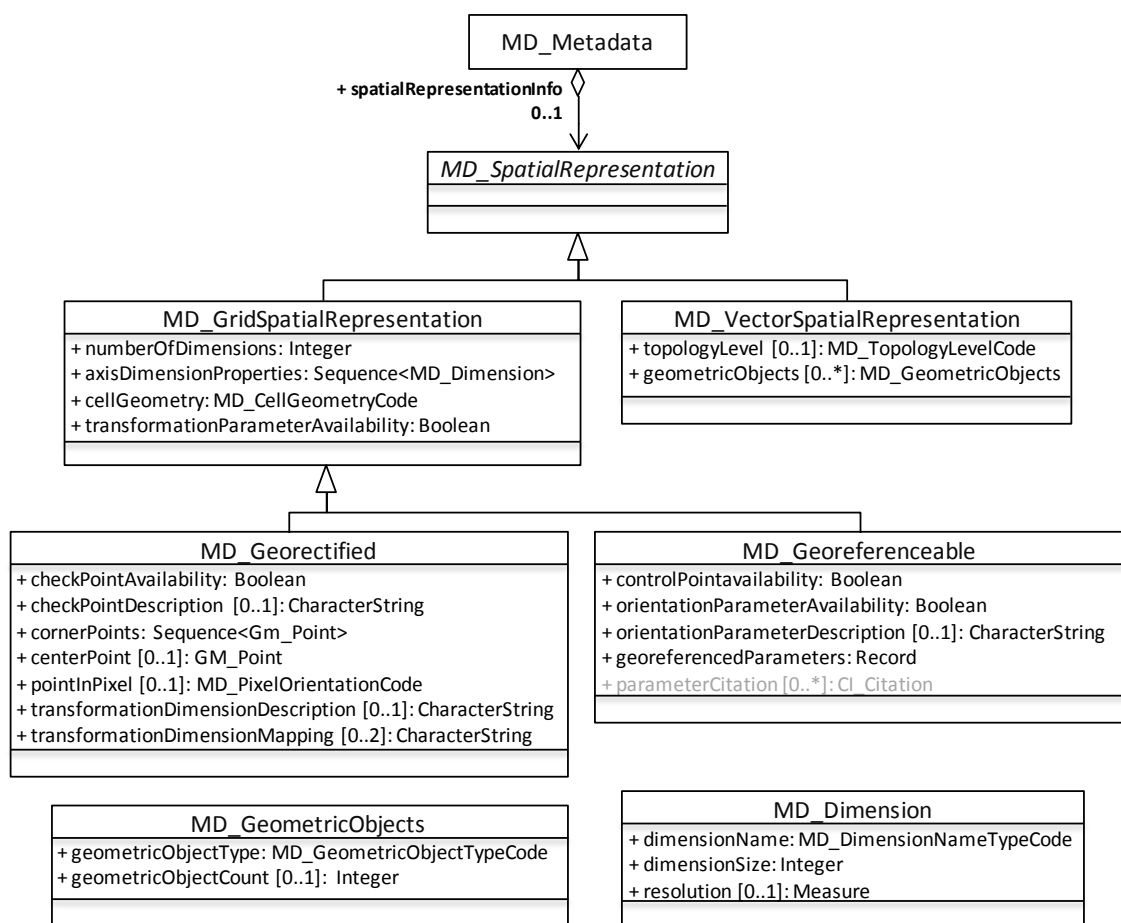 MD_Metadata
+ spatialRepresentationInfo
0..1
MD_SpatialRepresentation
MD_GridSpatialRepresentation
+ numberOfDimensions: Integer
+ axisDimensionProperties: Sequence<MD_Dimension>
+ cellGeometry: MD_CellGeometryCode
+ transformationParameterAvailability: Boolean
MD_VectorSpatialRepresentation
+ topologyLevel [0..1]: MD_TopologyLevelCode
+ geometricObjects [0..*]: MD_GeometricObjects
MD_Georectified
+ checkPointAvailability: Boolean
+ checkPointDescription [0..1]: CharacterString
+ cornerPoints: Sequence<Gm_Point>
+ centerPoint [0..1]: GM_Point
+ pointInPixel [0..1]: MD_PixelOrientationCode
+ transformationDimensionDescription [0..1]: CharacterString
+ transformationDimensionMapping [0..2]: CharacterString
MD_Georeferenceable
+ controlPointavailability: Boolean
+ orientationParameterAvailability: Boolean
+ orientationParameterDescription [0..1]: CharacterString
+ georeferencedParameters: Record
+ parameterCitation [0..*]: CI_Citation
MD_GeometricObjects
+ geometricObjectType: MD_GeometricObjectTypeCode
+ geometricObjectCount [0..1]: Integer
MD_Dimension
+ dimensionName: MD_DimensionNameTypeCode
+ dimensionSize: Integer
+ resolution [0..1]: Measure